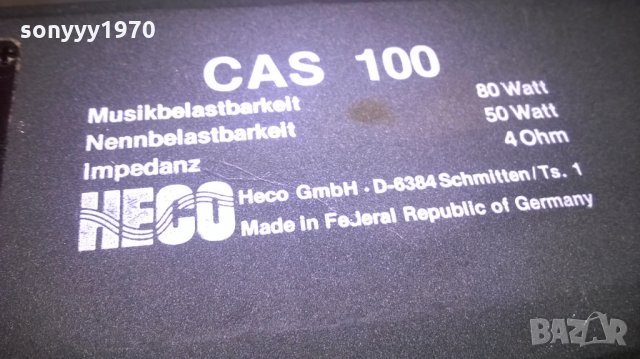 sonyyy1970
CAS 100
Musikbelastbarkeit 80 Watt
Nennbelastbarkeit 50 Watt
Impedanz 4 Ohm
HECO
Heco GmbH · D-6384 Schmitten/Ts. 1
Made in Federal Republic of Germany
BAZAR